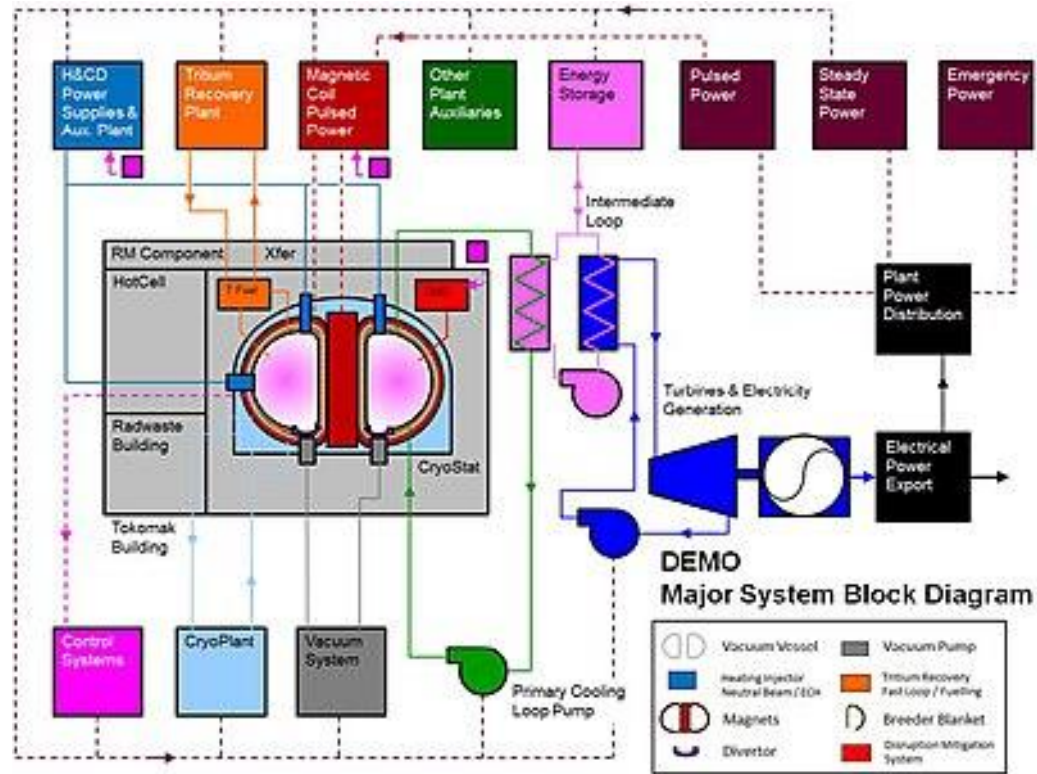 H&CD
Power
Supplies &
Aux. Plant
Tritium
Recovery
Plant
Magnetic
Coil
Pulsed
Power
Other
Plant
Auxiliaries
Energy
Storage
Pulsed
Power
Steady
State
Power
Emergency
Power
Intermediate
Loop
RM Component Xfer
HotCell
T Fuel
Plant
Power
Distribution
Turbines & Electricity
Generation
Radwaste
Building
CryoStat
Electrical
Power
Export
Tokomak
Building
DEMO
Major System Block Diagram
Control
Systems
CryoPlant
Vacuum
System
Primary Cooling
Loop Pump
Vacuum Vessel
Vacuum Pump
Heating Injector
Neutral Beam /
Tritium Recovery
Fast Loop / Fuelling
Magnets
Breeder Blanket
Divertor
Disruption Mitigation
System